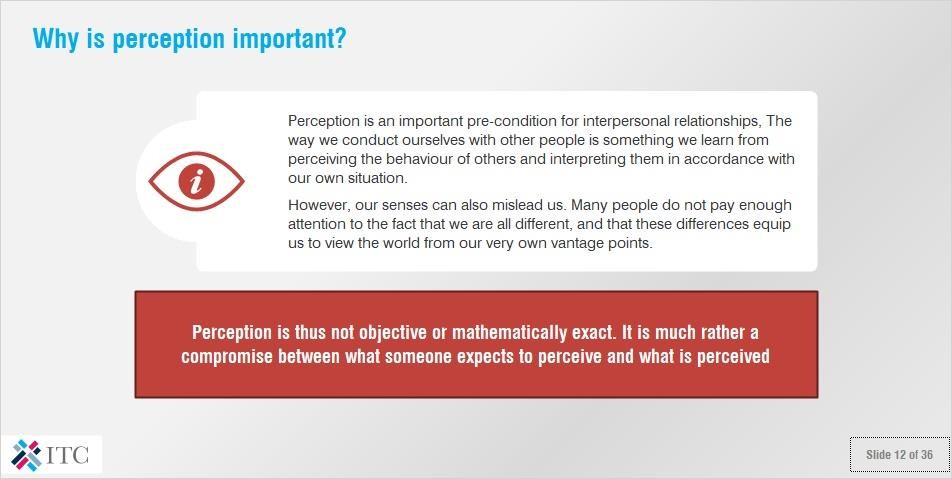 Why is perception important?
Perception is an important pre-condition for interpersonal relationships, The
way we conduct ourselves with other people is something we learn from
perceiving the behaviour of others and interpreting them in accordance with
our own situation.
However, our senses can also mislead us. Many people do not pay enough
attention to the fact that we are all different, and that these differences equip
us to view the world from our very own vantage points.
i
Perception is thus not objective or mathematically exact. It is much rather a
compromise between what someone expects to perceive and what is perceived
ITC
Slide 12 of 36